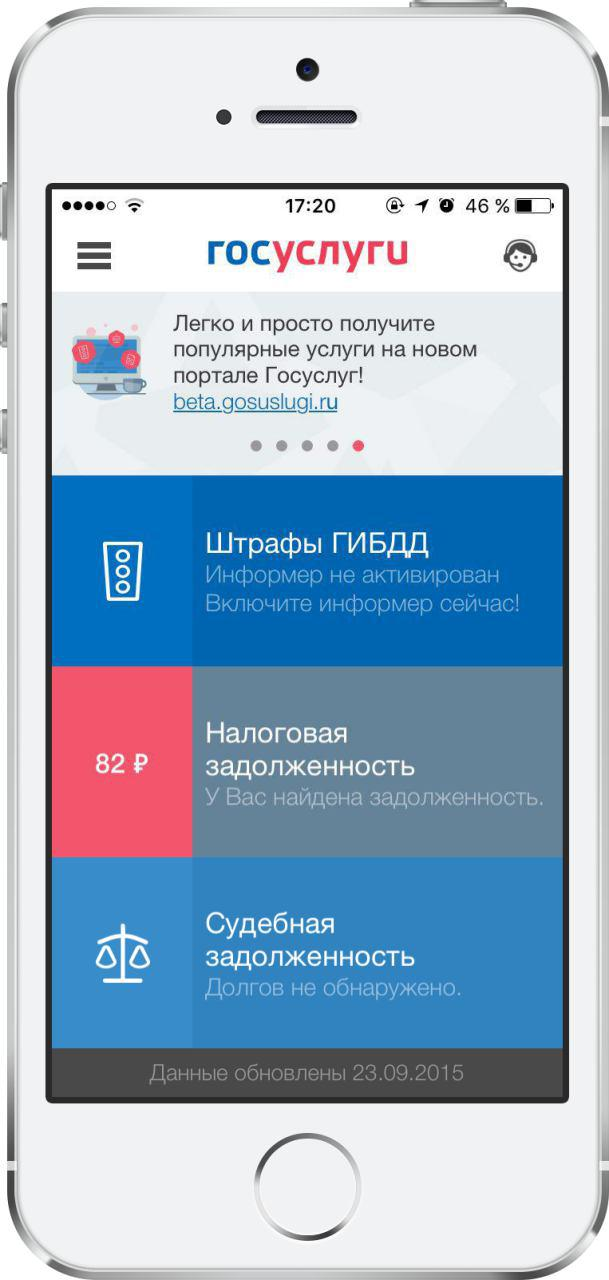 17:20 46 %
госуслуги
Легко и просто получите
популярные услуги на новом
портале Госуслуг!
beta.gosuslugi.ru
Штрафы ГИБДД
Информер не активирован
Включите информер сейчас!
82 ₽
Налоговая
задолженность
У Вас найдена задолженность.
Судебная
задолженность
Долгов не обнаружено.
Данные обновлены 23.09.2015